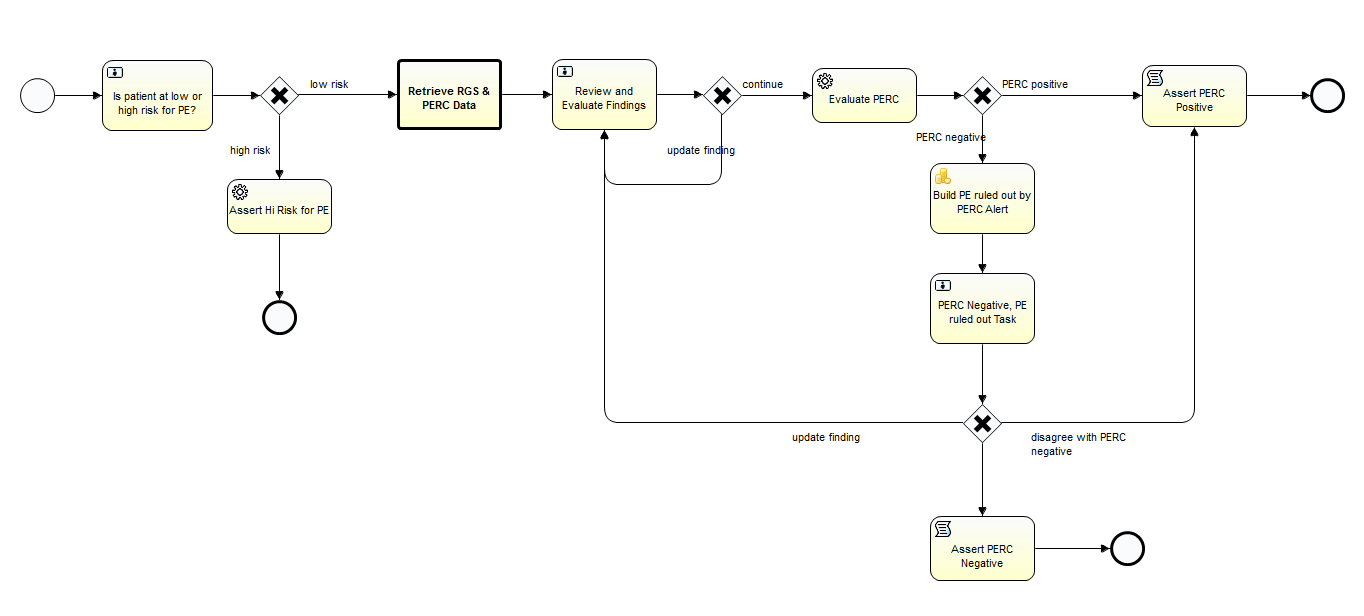 Is patient at low or
high risk for PE?
low risk
high risk
Assert Hi Risk for PE
Retrieve RGS &
PERC Data
Review and
Evaluate Findings
continue
update finding
Evaluate PERC
PERC positive
PERC negative
Assert PERC
Positive
Build PE ruled out by
PERC Alert
PERC Negative, PE
ruled out Task
update finding
disagree with PERC
negative
Assert PERC
Negative